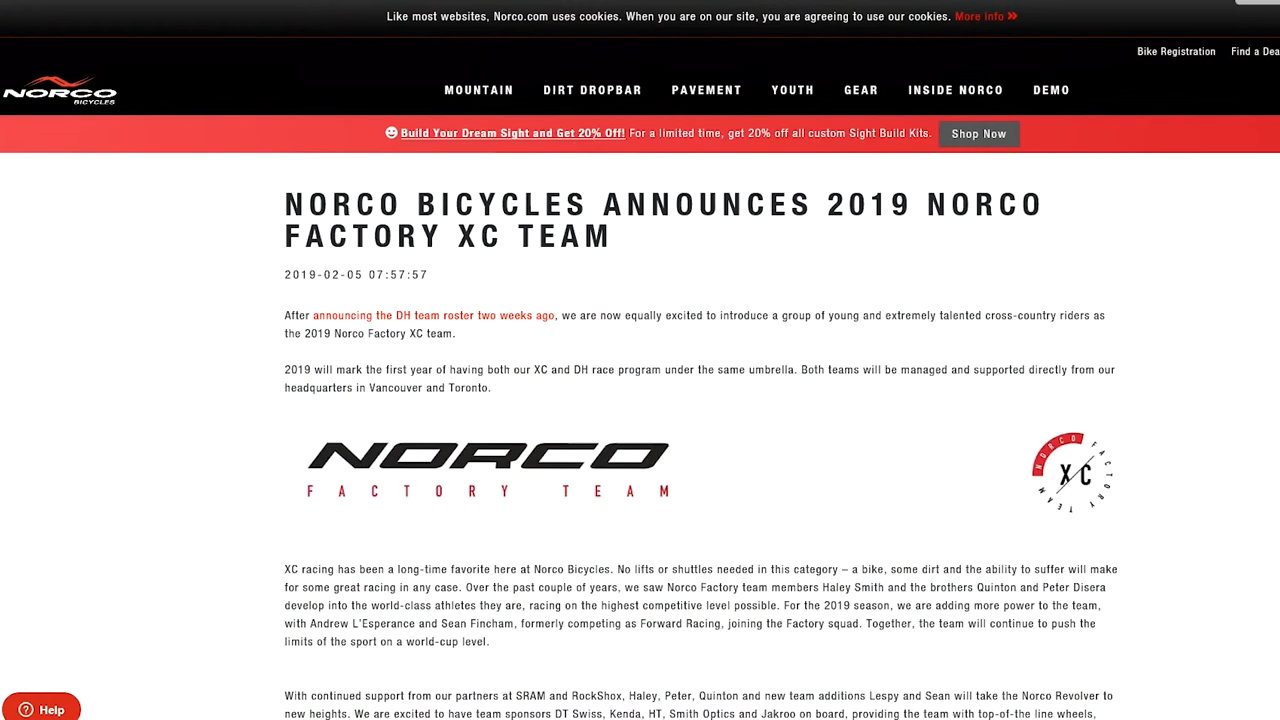 Like most websites, Norco.com uses cookies. When you are on our site, you are agreeing to use our cookies. More info »
Bike Registration Find a Dea
NORCO
BICYCLES
MOUNTAIN DIRT DROPBAR PAVEMENT YOUTH GEAR INSIDE NORCO DEMO
Build Your Dream Sight and Get 20% Off! For a limited time, get 20% off all custom Sight Build Kits. Shop Now
NORCO BICYCLES ANNOUNCES 2019 NORCO
FACTORY XC TEAM
2019-02-05 07:57:57
After announcing the DH team roster two weeks ago, we are now equally excited to introduce a group of young and extremely talented cross-country riders as
the 2019 Norco Factory XC team.
2019 will mark the first year of having both our XC and DH race program under the same umbrella. Both teams will be managed and supported directly from our
headquarters in Vancouver and Toronto.
NORCO
FACTORY TEAM
NORCO FACTORY TEAM
XC
XC racing has been a long-time favorite here at Norco Bicycles. No lifts or shuttles needed in this category – a bike, some dirt and the ability to suffer will make
for some great racing in any case. Over the past couple of years, we saw Norco Factory team members Haley Smith and the brothers Quinton and Peter Disera
develop into the world-class athletes they are, racing on the highest competitive level possible. For the 2019 season, we are adding more power to the team,
with Andrew L'Esperance and Sean Fincham, formerly competing as Forward Racing, joining the Factory squad. Together, the team will continue to push the
limits of the sport on a world-cup level.
With continued support from our partners at SRAM and RockShox, Haley, Peter, Quinton and new team additions Lespy and Sean will take the Norco Revolver to
new heights. We are excited to have team sponsors DT Swiss, Kenda, HT, Smith Optics and Jakroo on board, providing the team with top-of-the line wheels,
Help